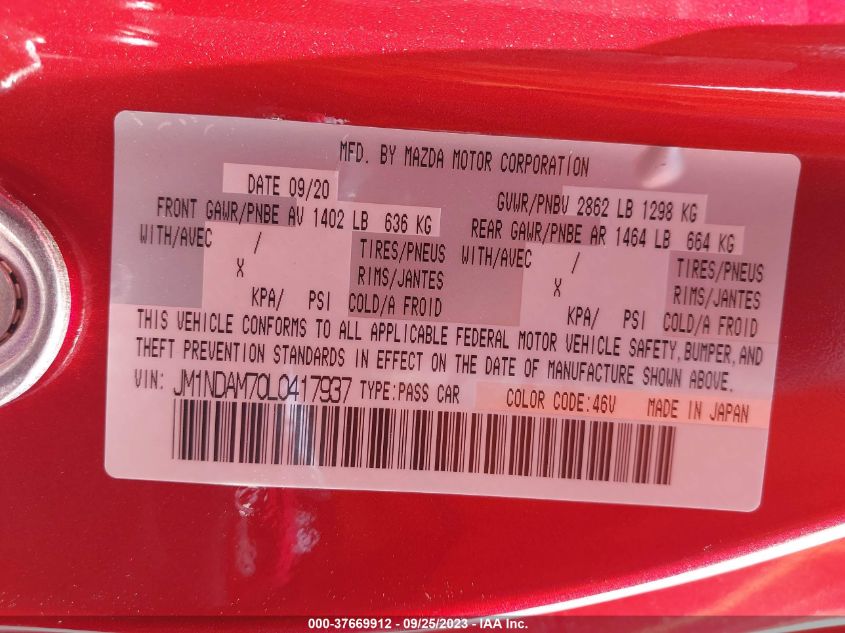 MFD. BY MAZDA MOTOR CORPORATION
DATE 09/20
GVWR/PNBV 2862 LB 1298 KG
FRONT GAWR/PNBE AV 1402 LB 636 KG
REAR GAWR/PNBE AR 1464 LB 664 KG
WITH/AVEC / TIRES/PNEUS
WITH/AVEC / TIRES/PNEUS
X RIMS/JANTES
X RIMS/JANTES
KPA/ PSI COLD/A FROID
KPA/ PSI COLD/A FROID
THIS VEHICLE CONFORMS TO ALL APPLICABLE FEDERAL MOTOR VEHICLE SAFETY,BUMPER,AND
THEFT PREVENTION STANDARDS IN EFFECT ON THE DATE OF MANUFACTURE SHOWN ABOVE.
VIN: JM1NDAM70L0417937 TYPE:PASS CAR COLOR CODE:46V MADE IN JAPAN
000-37669912 - 09/25/2023 - IAA Inc.